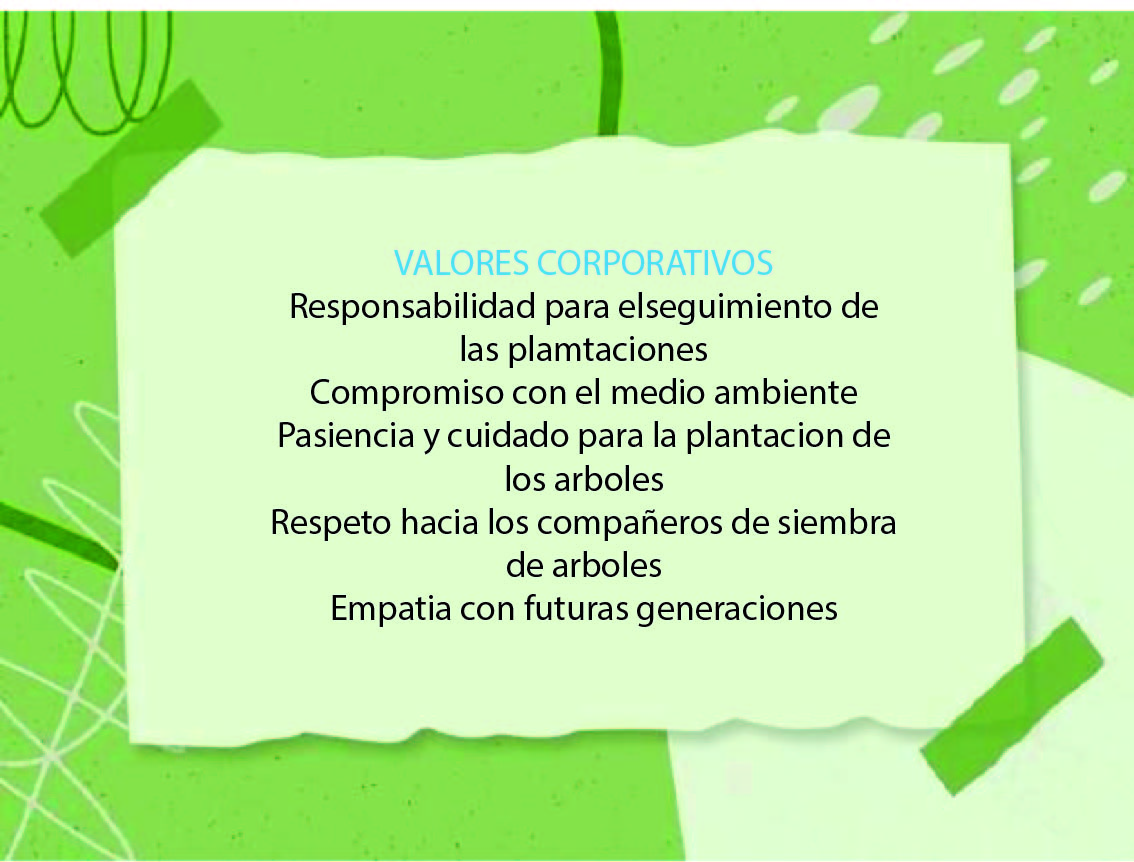 VALORES CORPORATIVOS
Responsabilidad para elseguimiento de
las plamtaciones
Compromiso con el medio ambiente
Pasiencia y cuidado para la plantacion de
los arboles
Respeto hacia los compañeros de siembra
de arboles
Empatia con futuras generaciones